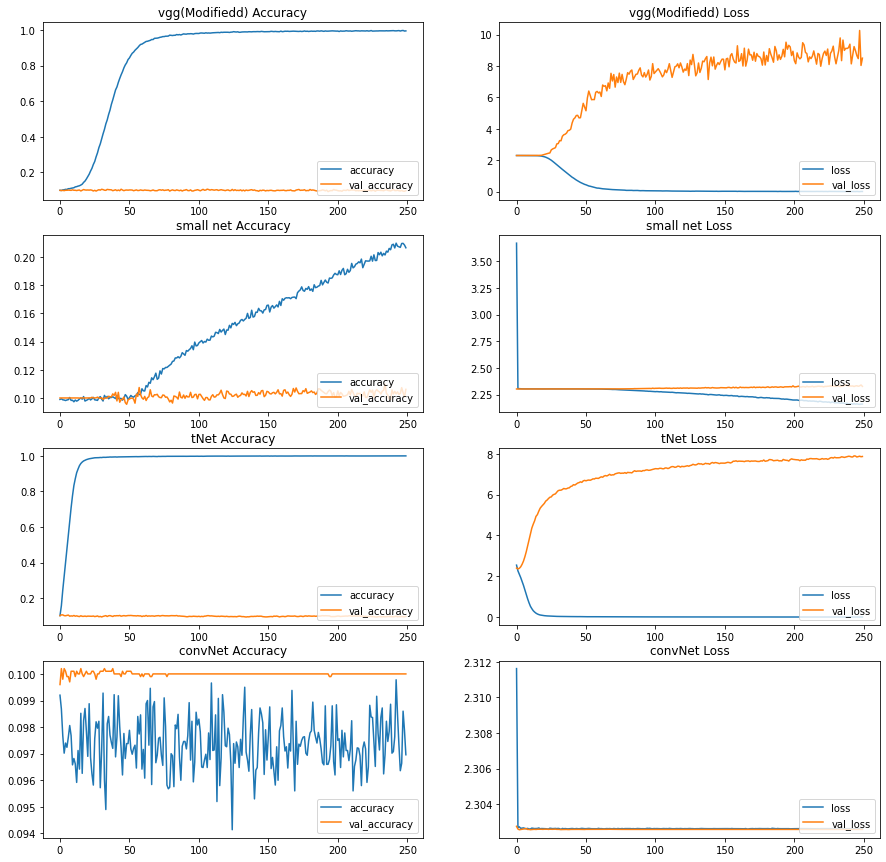 vgg(Modifiedd) Accuracy
1.0
0.8
0.6
0.4
0.2
accuracy
val_accuracy
0 50 100 150 200 250
vgg(Modifiedd) Loss
10
8
6
4
2
0
loss
val_loss
0 50 100 150 200 250
small net Accuracy
0.20
0.18
0.16
0.14
0.12
0.10
accuracy
val_accuracy
0 50 100 150 200 250
small net Loss
3.50
3.25
3.00
2.75
2.50
2.25
loss
val_loss
0 50 100 150 200 250
tNet Accuracy
1.0
0.8
0.6
0.4
0.2
accuracy
val_accuracy
0 50 100 150 200 250
tNet Loss
8
6
4
2
0
loss
val_loss
0 50 100 150 200 250
convNet Accuracy
0.100
0.099
0.098
0.097
0.096
0.095
0.094
accuracy
val_accuracy
0 50 100 150 200 250
convNet Loss
2.312
2.310
2.308
2.306
2.304
loss
val_loss
0 50 100 150 200 250